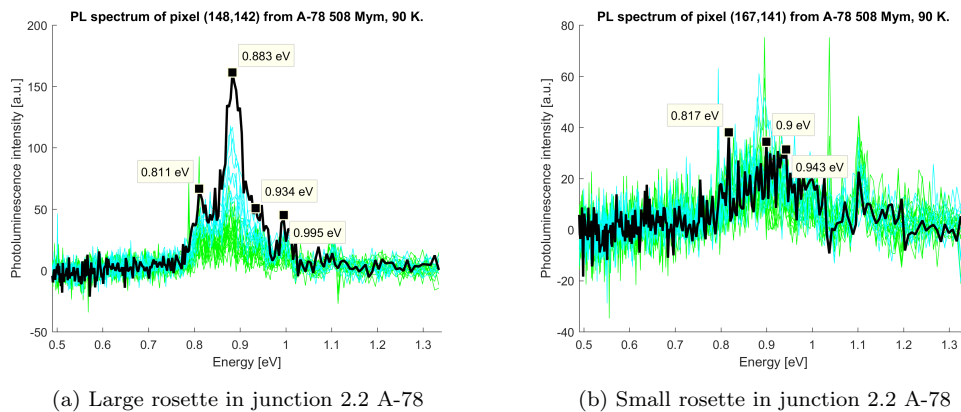 PL spectrum of pixel (148,142) from A-78 508 Mym, 90 K.
200
150
100
50
0
-50
Photoluminescence intensity [a.u.]
0.883 eV
0.811 eV
0.934 eV
0.995 eV
0.5 0.6 0.7 0.8 0.9 1 1.1 1.2 1.3
Energy [eV]
(a) Large rosette in junction 2.2 A-78
PL spectrum of pixel (167,141) from A-78 508 Mym, 90 K.
80
60
40
20
0
-20
-40
Photoluminescence intensity [a.u.]
0.817 eV
0.9 eV
0.943 eV
0.5 0.6 0.7 0.8 0.9 1 1.1 1.2 1.3
Energy [eV]
(b) Small rosette in junction 2.2 A-78